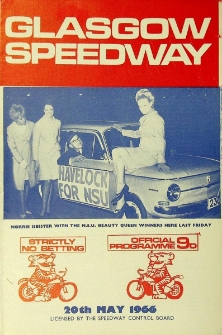 GLASGOW
SPEEDWAY
HAVELOCK
FOR NSU
NORRIE ISBISTER WITH THE N.S.U. BEAUTY QUEEN WINNERS HERE LAST FRIDAY
STRICTLY
NO BETTING
OFFICIAL
PROGRAMME 9D
20th MAY 1966
LICENSED BY THE SPEEDWAY CONTROL BOARD